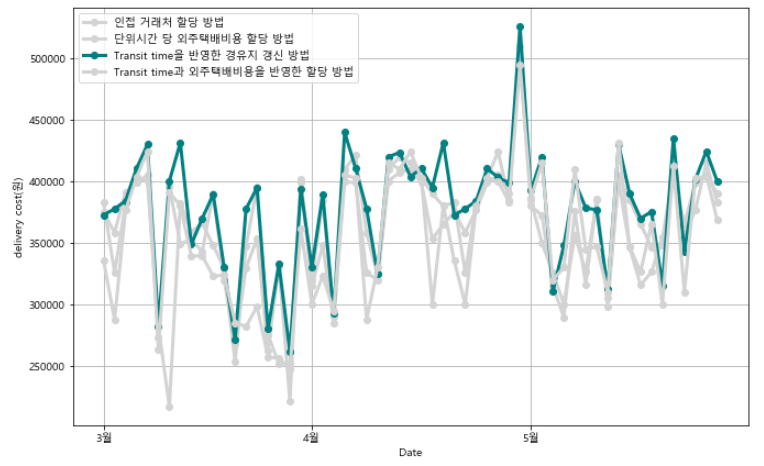 인접 거래처 할당 방법
단위시간 당 외주택배비용 할당 방법
Transit time을 반영한 경유지 갱신 방법
Transit time과 외주택배비용을 반영한 할당 방법
500000
450000
400000
350000
300000
250000
delivery cost(원)
3월
4월
5월
Date